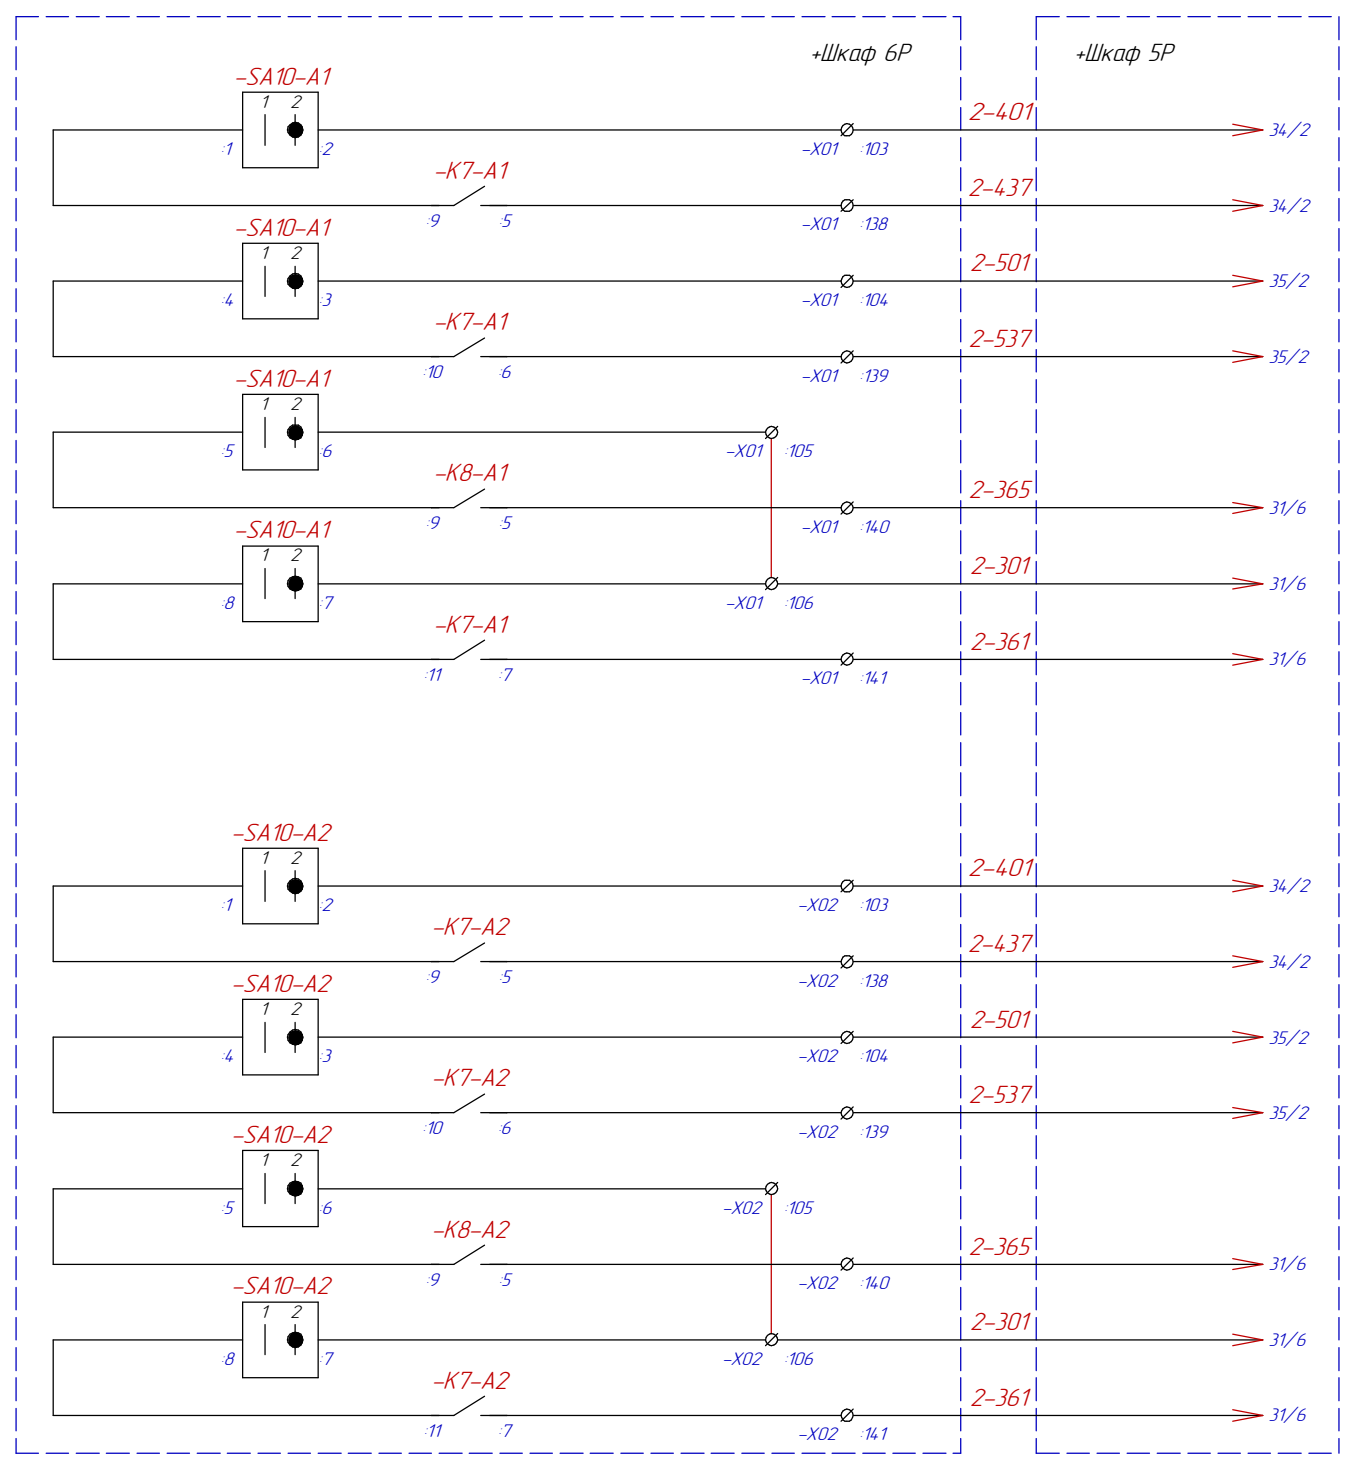 +Шкаф 6Р
+Шкаф 5Р
-SA10-A1
1 2
:1 :2
-X01 :103
2-401
34/2
-K7-A1
:9 :5
-X01 :138
2-437
34/2
-SA10-A1
1 2
:4 :3
-X01 :104
2-501
35/2
-K7-A1
:10 :6
-X01 :139
2-537
35/2
-SA10-A1
1 2
:5 :6
-X01 :105
-K8-A1
:9 :5
-X01 :140
2-365
31/6
-SA10-A1
1 2
:8 :7
-X01 :106
2-301
31/6
-K7-A1
:11 :7
-X01 :141
2-361
31/6
-SA10-A2
1 2
:1 :2
-X02 :103
2-401
34/2
-K7-A2
:9 :5
-X02 :138
2-437
34/2
-SA10-A2
1 2
:4 :3
-X02 :104
2-501
35/2
-K7-A2
:10 :6
-X02 :139
2-537
35/2
-SA10-A2
1 2
:5 :6
-X02 :105
-K8-A2
:9 :5
-X02 :140
2-365
31/6
-SA10-A2
1 2
:8 :7
-X02 :106
2-301
31/6
-K7-A2
:11 :7
-X02 :141
2-361
31/6